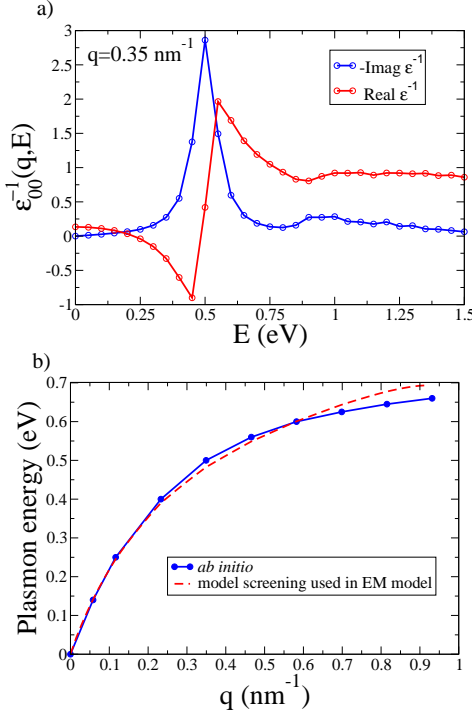 a)
3
q=0.35 nm⁻¹
-Imag ε⁻¹
Real ε⁻¹
2.5
2
1.5
1
0.5
0
-0.5
-1
ε₀₀⁻¹(q,E)
0 0.25 0.5 0.75 1 1.25 1.5
E (eV)
b)
0.7
0.6
0.5
0.4
0.3
0.2
0.1
0
Plasmon energy (eV)
ab initio
model screening used in EM model
0 0.1 0.2 0.3 0.4 0.5 0.6 0.7 0.8 0.9 1
q (nm⁻¹)